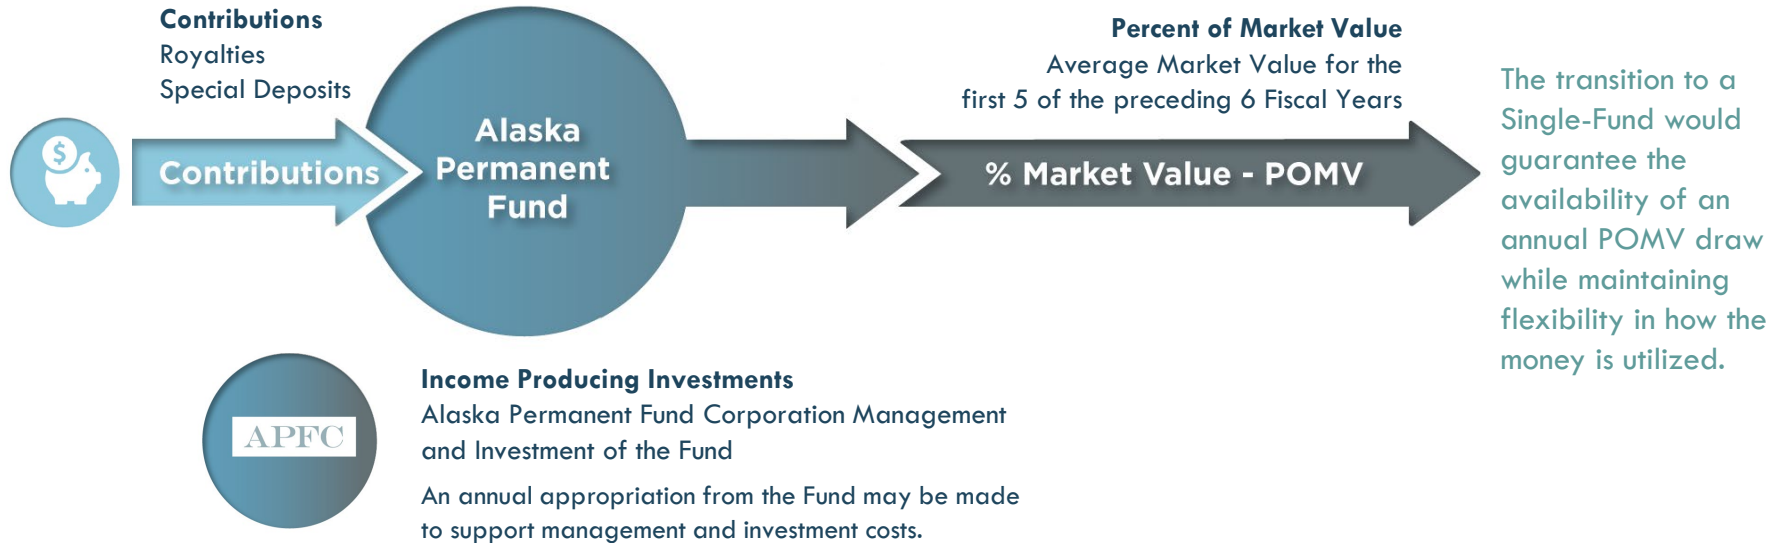 Contributions
Royalties
Special Deposits
$
Contributions
Alaska
Permanent
Fund
Percent of Market Value
Average Market Value for the
first 5 of the preceding 6 Fiscal Years
% Market Value - POMV
The transition to a
Single-Fund would
guarantee the
availability of an
annual POMV draw
while maintaining
flexibility in how the
money is utilized.
APFC
Income Producing Investments
Alaska Permanent Fund Corporation Management
and Investment of the Fund
An annual appropriation from the Fund may be made
to support management and investment costs.